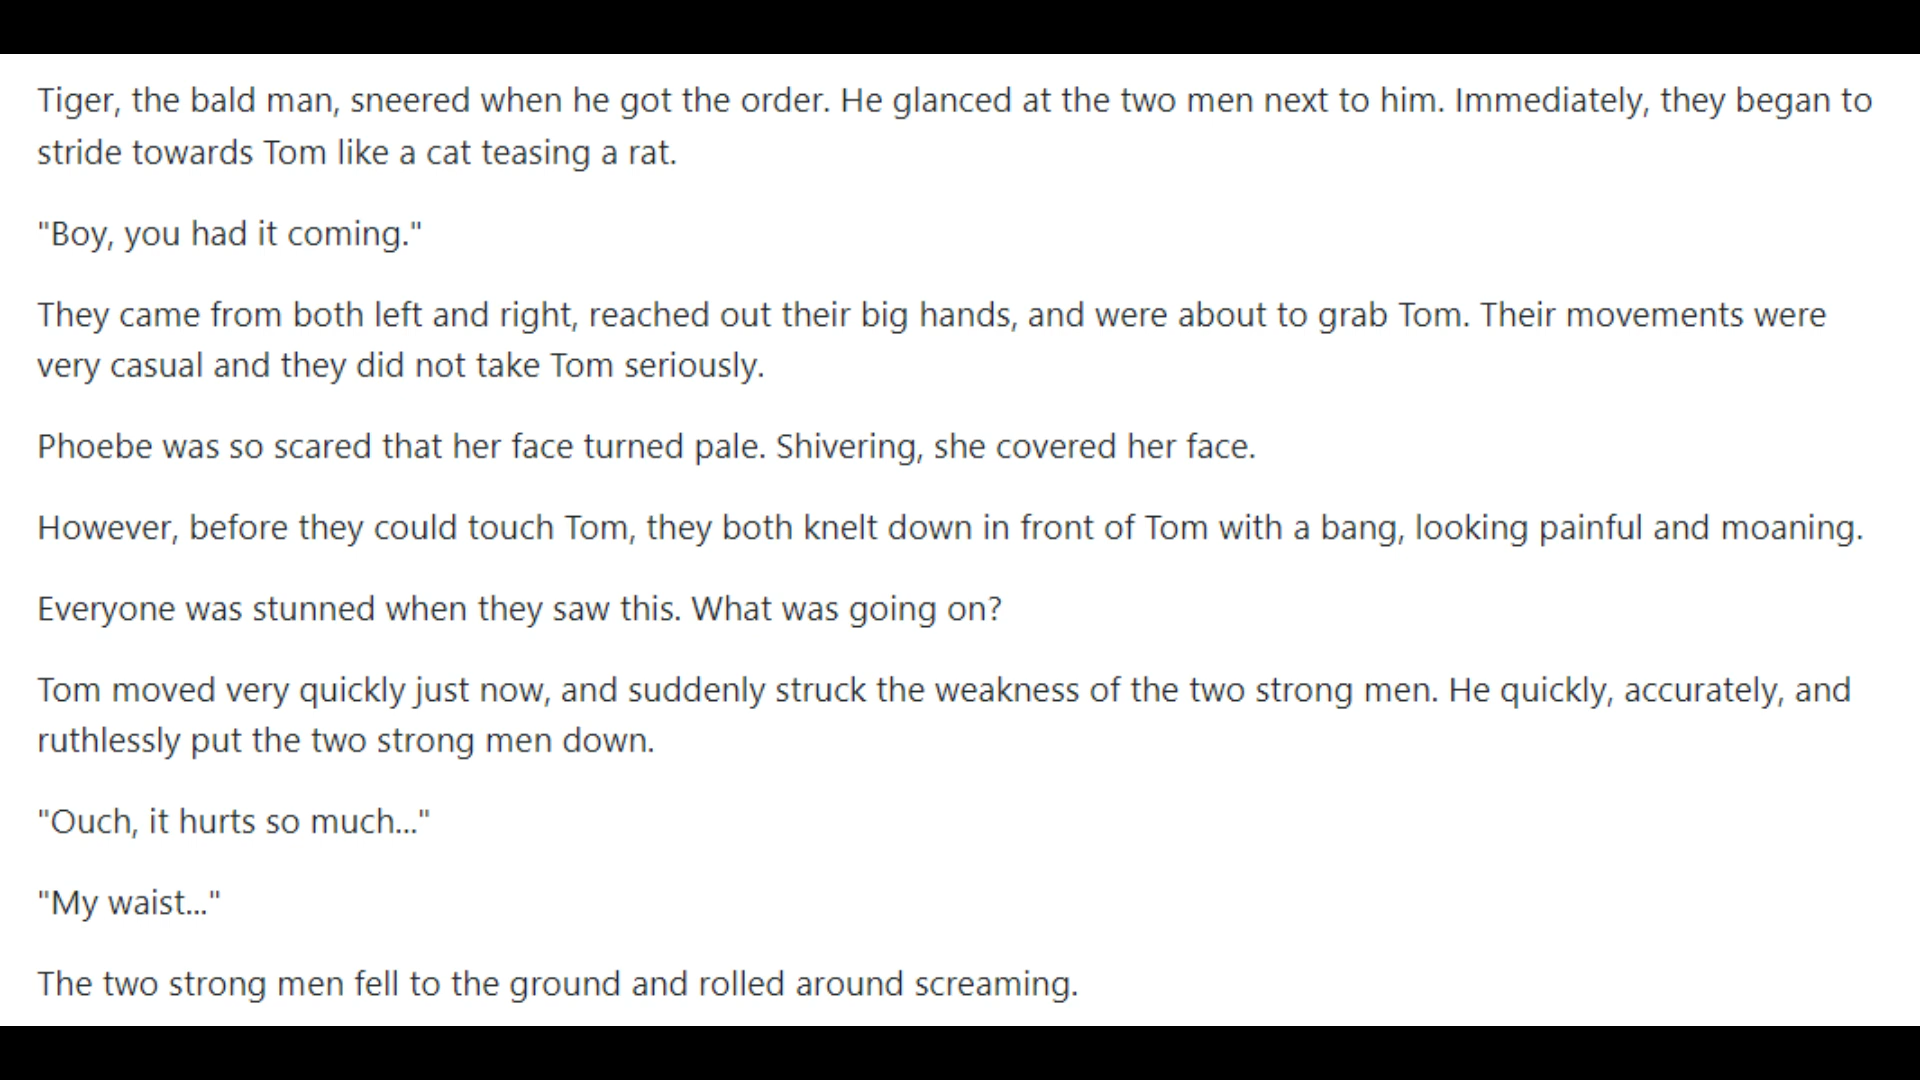 Tiger, the bald man, sneered when he got the order. He glanced at the two men next to him. Immediately, they began to
stride towards Tom like a cat teasing a rat.
"Boy, you had it coming."
They came from both left and right, reached out their big hands, and were about to grab Tom. Their movements were
very casual and they did not take Tom seriously.
Phoebe was so scared that her face turned pale. Shivering, she covered her face.
However, before they could touch Tom, they both knelt down in front of Tom with a bang, looking painful and moaning.
Everyone was stunned when they saw this. What was going on?
Tom moved very quickly just now, and suddenly struck the weakness of the two strong men. He quickly, accurately, and
ruthlessly put the two strong men down.
"Ouch, it hurts so much..."
"My waist..."
The two strong men fell to the ground and rolled around screaming.